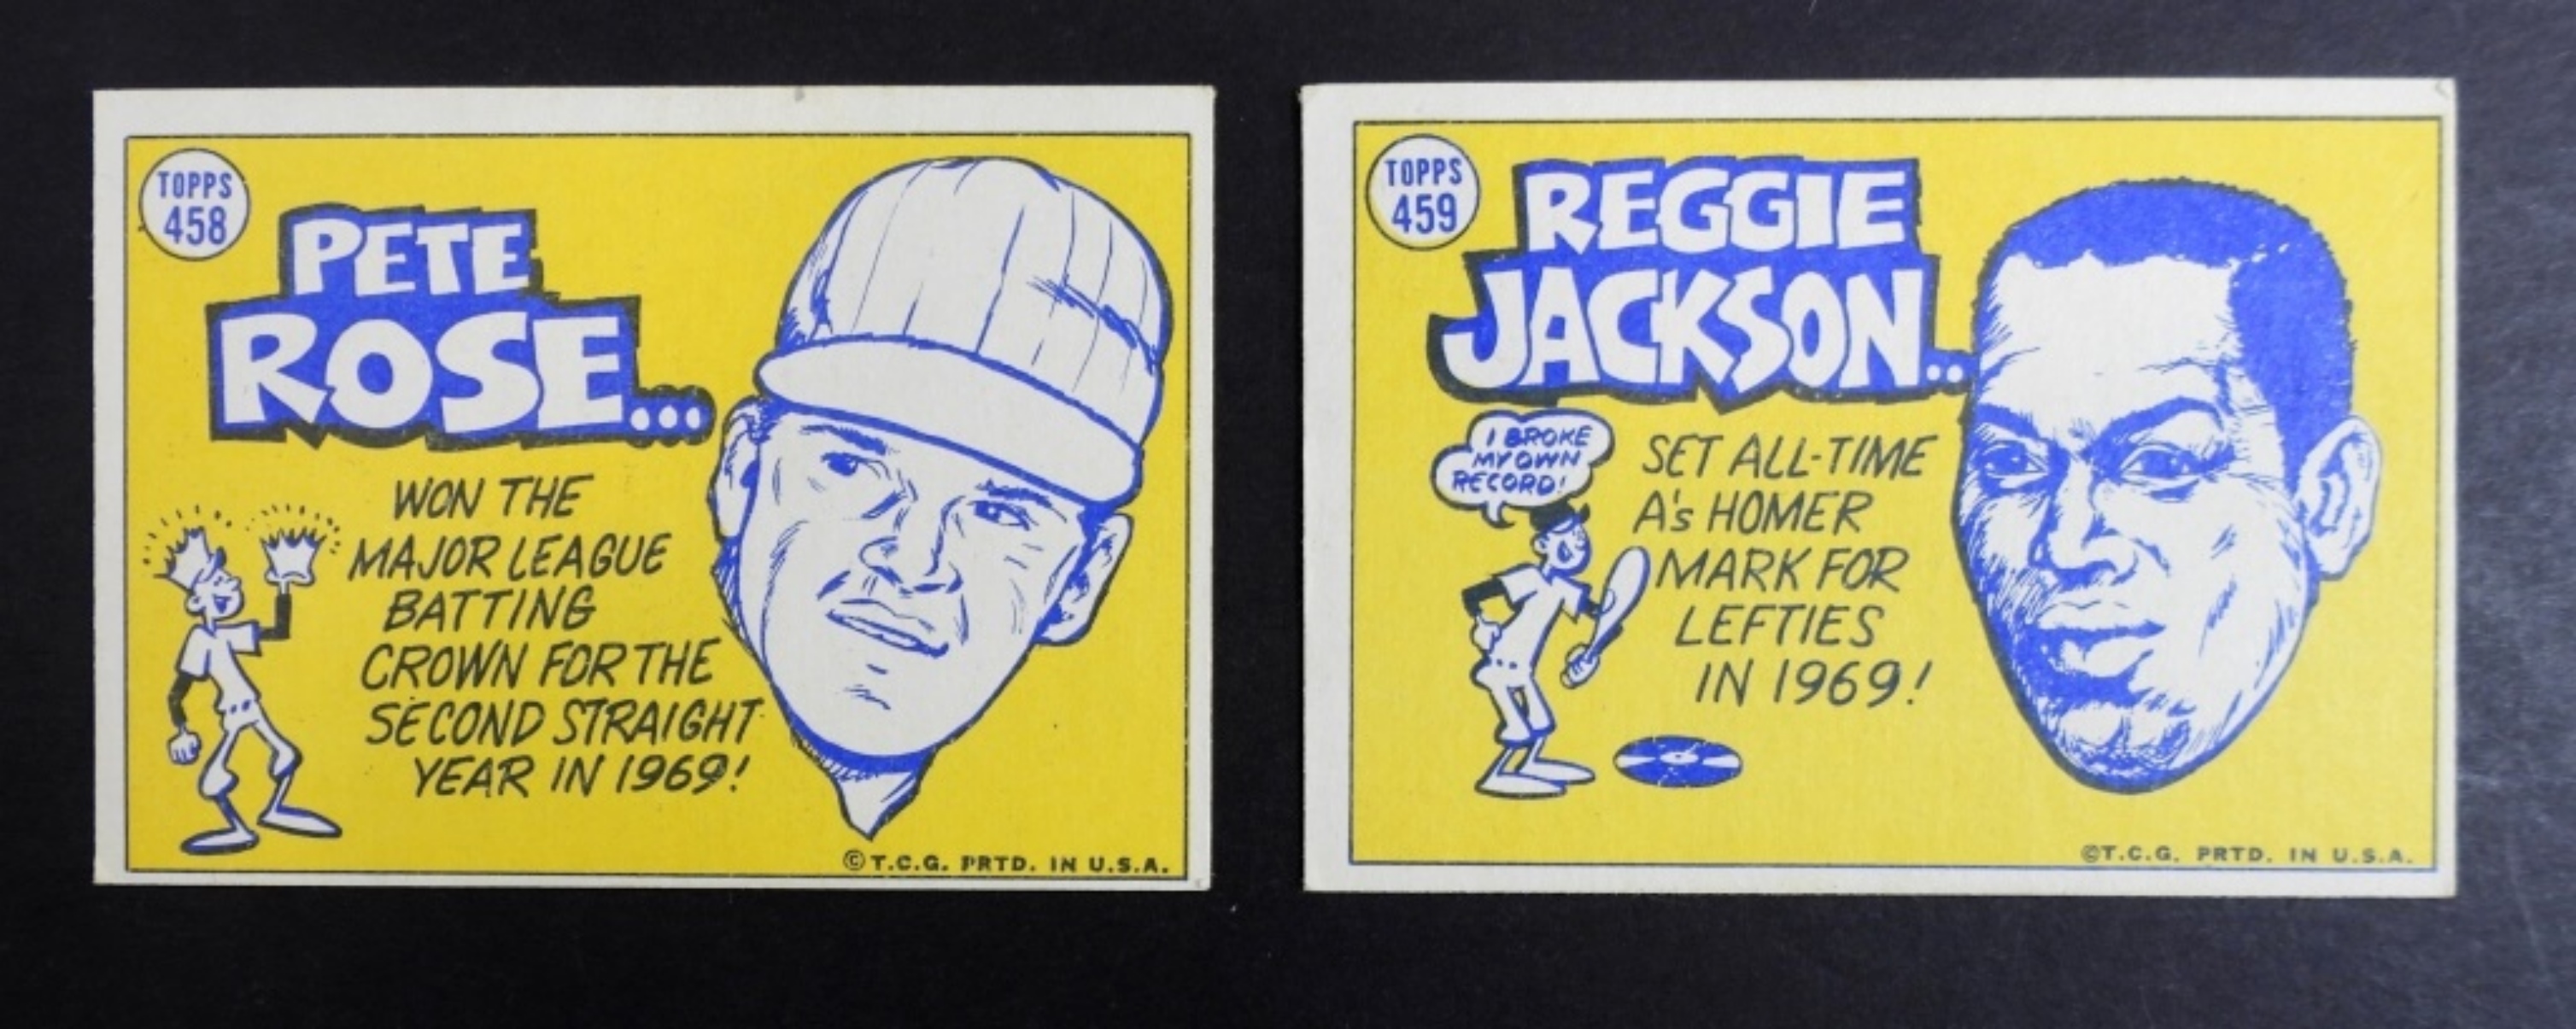 TOPPS
458
PETE
ROSE...
WON THE
MAJOR LEAGUE
BATTING
CROWN FOR THE
SECOND STRAIGHT
YEAR IN 1969!
©T.C.G. PRTD. IN U.S.A.
TOPPS
459
REGGIE
JACKSON..
I BROKE
MY OWN
RECORD!
SET ALL-TIME
A's HOMER
MARK FOR
LEFTIES
IN 1969!
©T.C.G. PRTD. IN U.S.A.